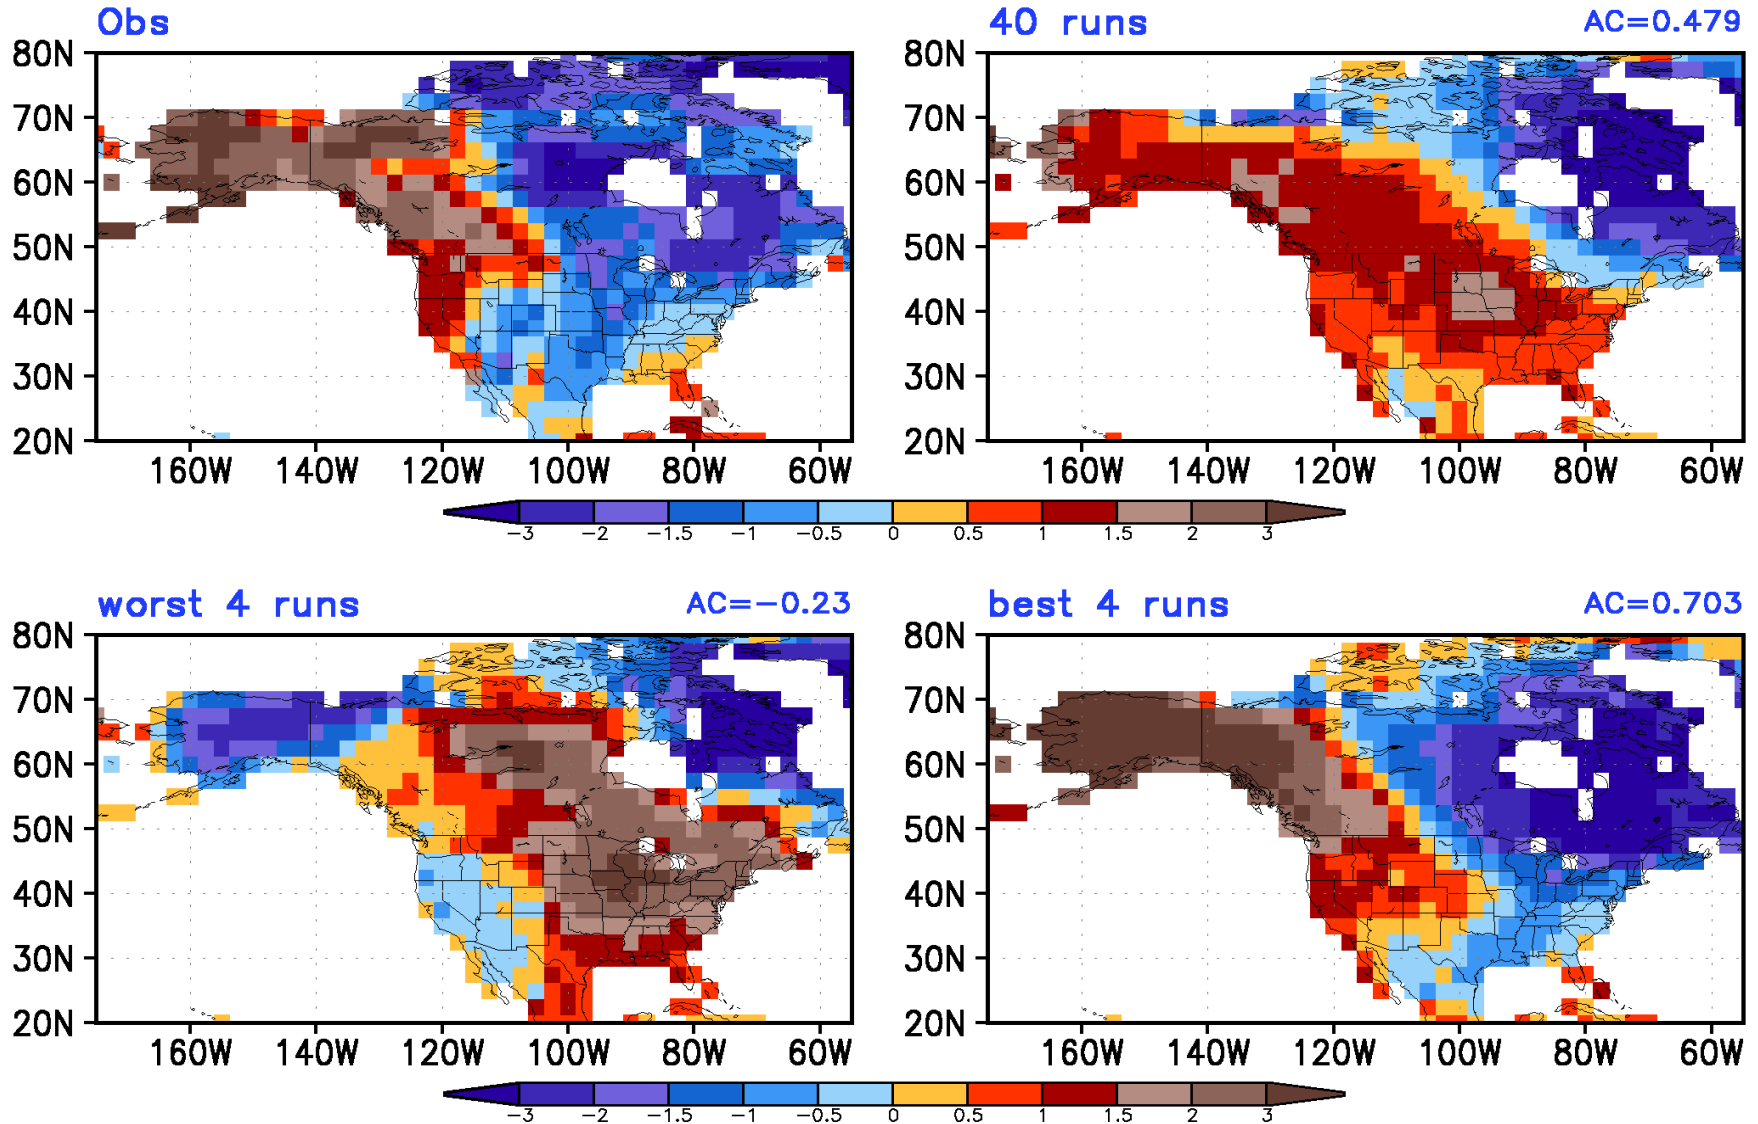 Obs
40 runs AC=0.479
80N
70N
60N
50N
40N
30N
20N
160W 140W 120W 100W 80W 60W
80N
70N
60N
50N
40N
30N
20N
160W 140W 120W 100W 80W 60W
−3 −2 −1.5 −1 −0.5 0 0.5 1 1.5 2 3
worst 4 runs AC=−0.23
best 4 runs AC=0.703
80N
70N
60N
50N
40N
30N
20N
160W 140W 120W 100W 80W 60W
80N
70N
60N
50N
40N
30N
20N
160W 140W 120W 100W 80W 60W
−3 −2 −1.5 −1 −0.5 0 0.5 1 1.5 2 3